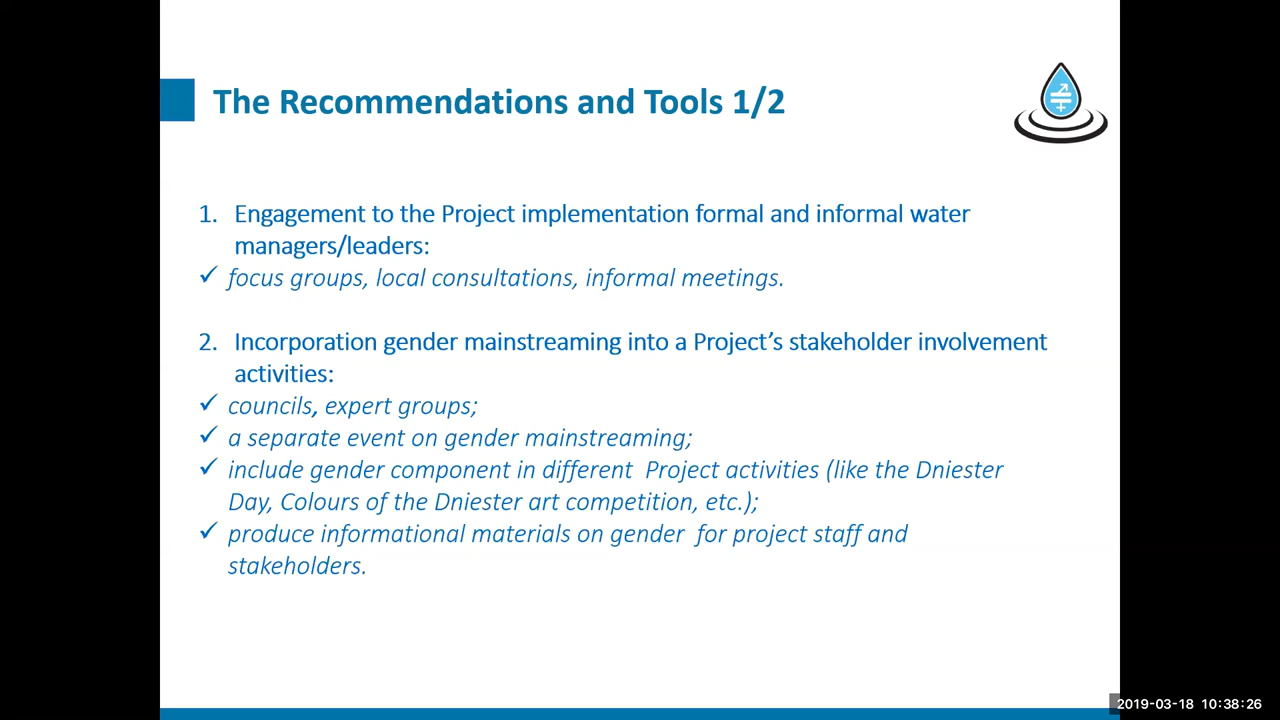 The Recommendations and Tools 1/2
1. Engagement to the Project implementation formal and informal water
managers/leaders:
✓ focus groups, local consultations, informal meetings.
2. Incorporation gender mainstreaming into a Project’s stakeholder involvement
activities:
✓ councils, expert groups;
✓ a separate event on gender mainstreaming;
✓ include gender component in different Project activities (like the Dniester
Day, Colours of the Dniester art competition, etc.);
✓ produce informational materials on gender for project staff and
stakeholders.
2019-03-18 10:38:26